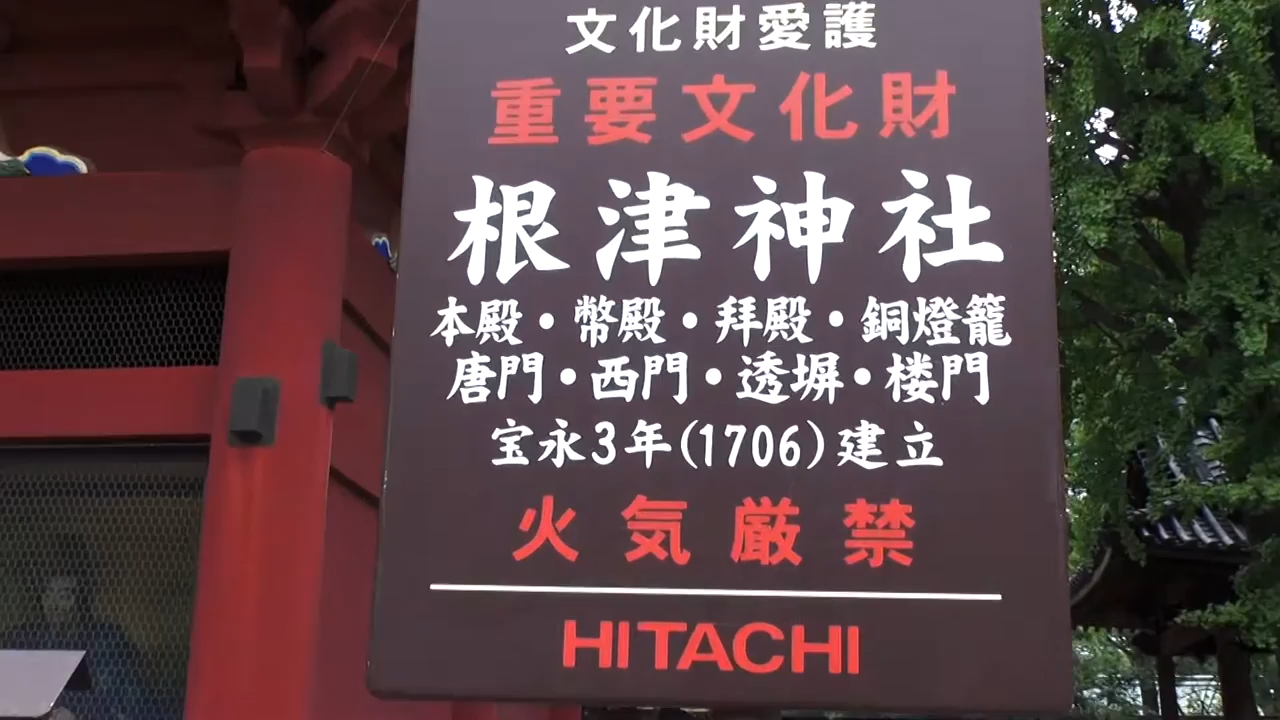 文化財愛護
重要文化財
根津神社
本殿・幣殿・拝殿・銅燈籠
唐門・西門・透塀・楼門
宝永3年(1706)建立
火気厳禁
HITACHI